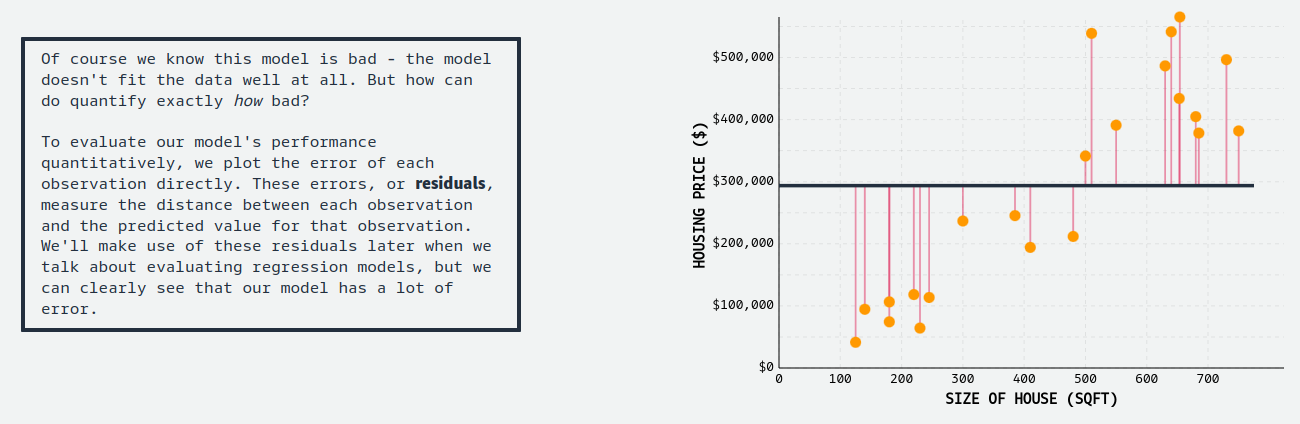 Of course we know this model is bad - the model
doesn't fit the data well at all. But how can
do quantify exactly how bad?
To evaluate our model's performance
quantitatively, we plot the error of each
observation directly. These errors, or residuals,
measure the distance between each observation
and the predicted value for that observation.
We'll make use of these residuals later when we
talk about evaluating regression models, but we
can clearly see that our model has a lot of
error.
HOUSING PRICE ($)
$500,000
$400,000
$300,000
$200,000
$100,000
$0
0 100 200 300 400 500 600 700
SIZE OF HOUSE (SQFT)